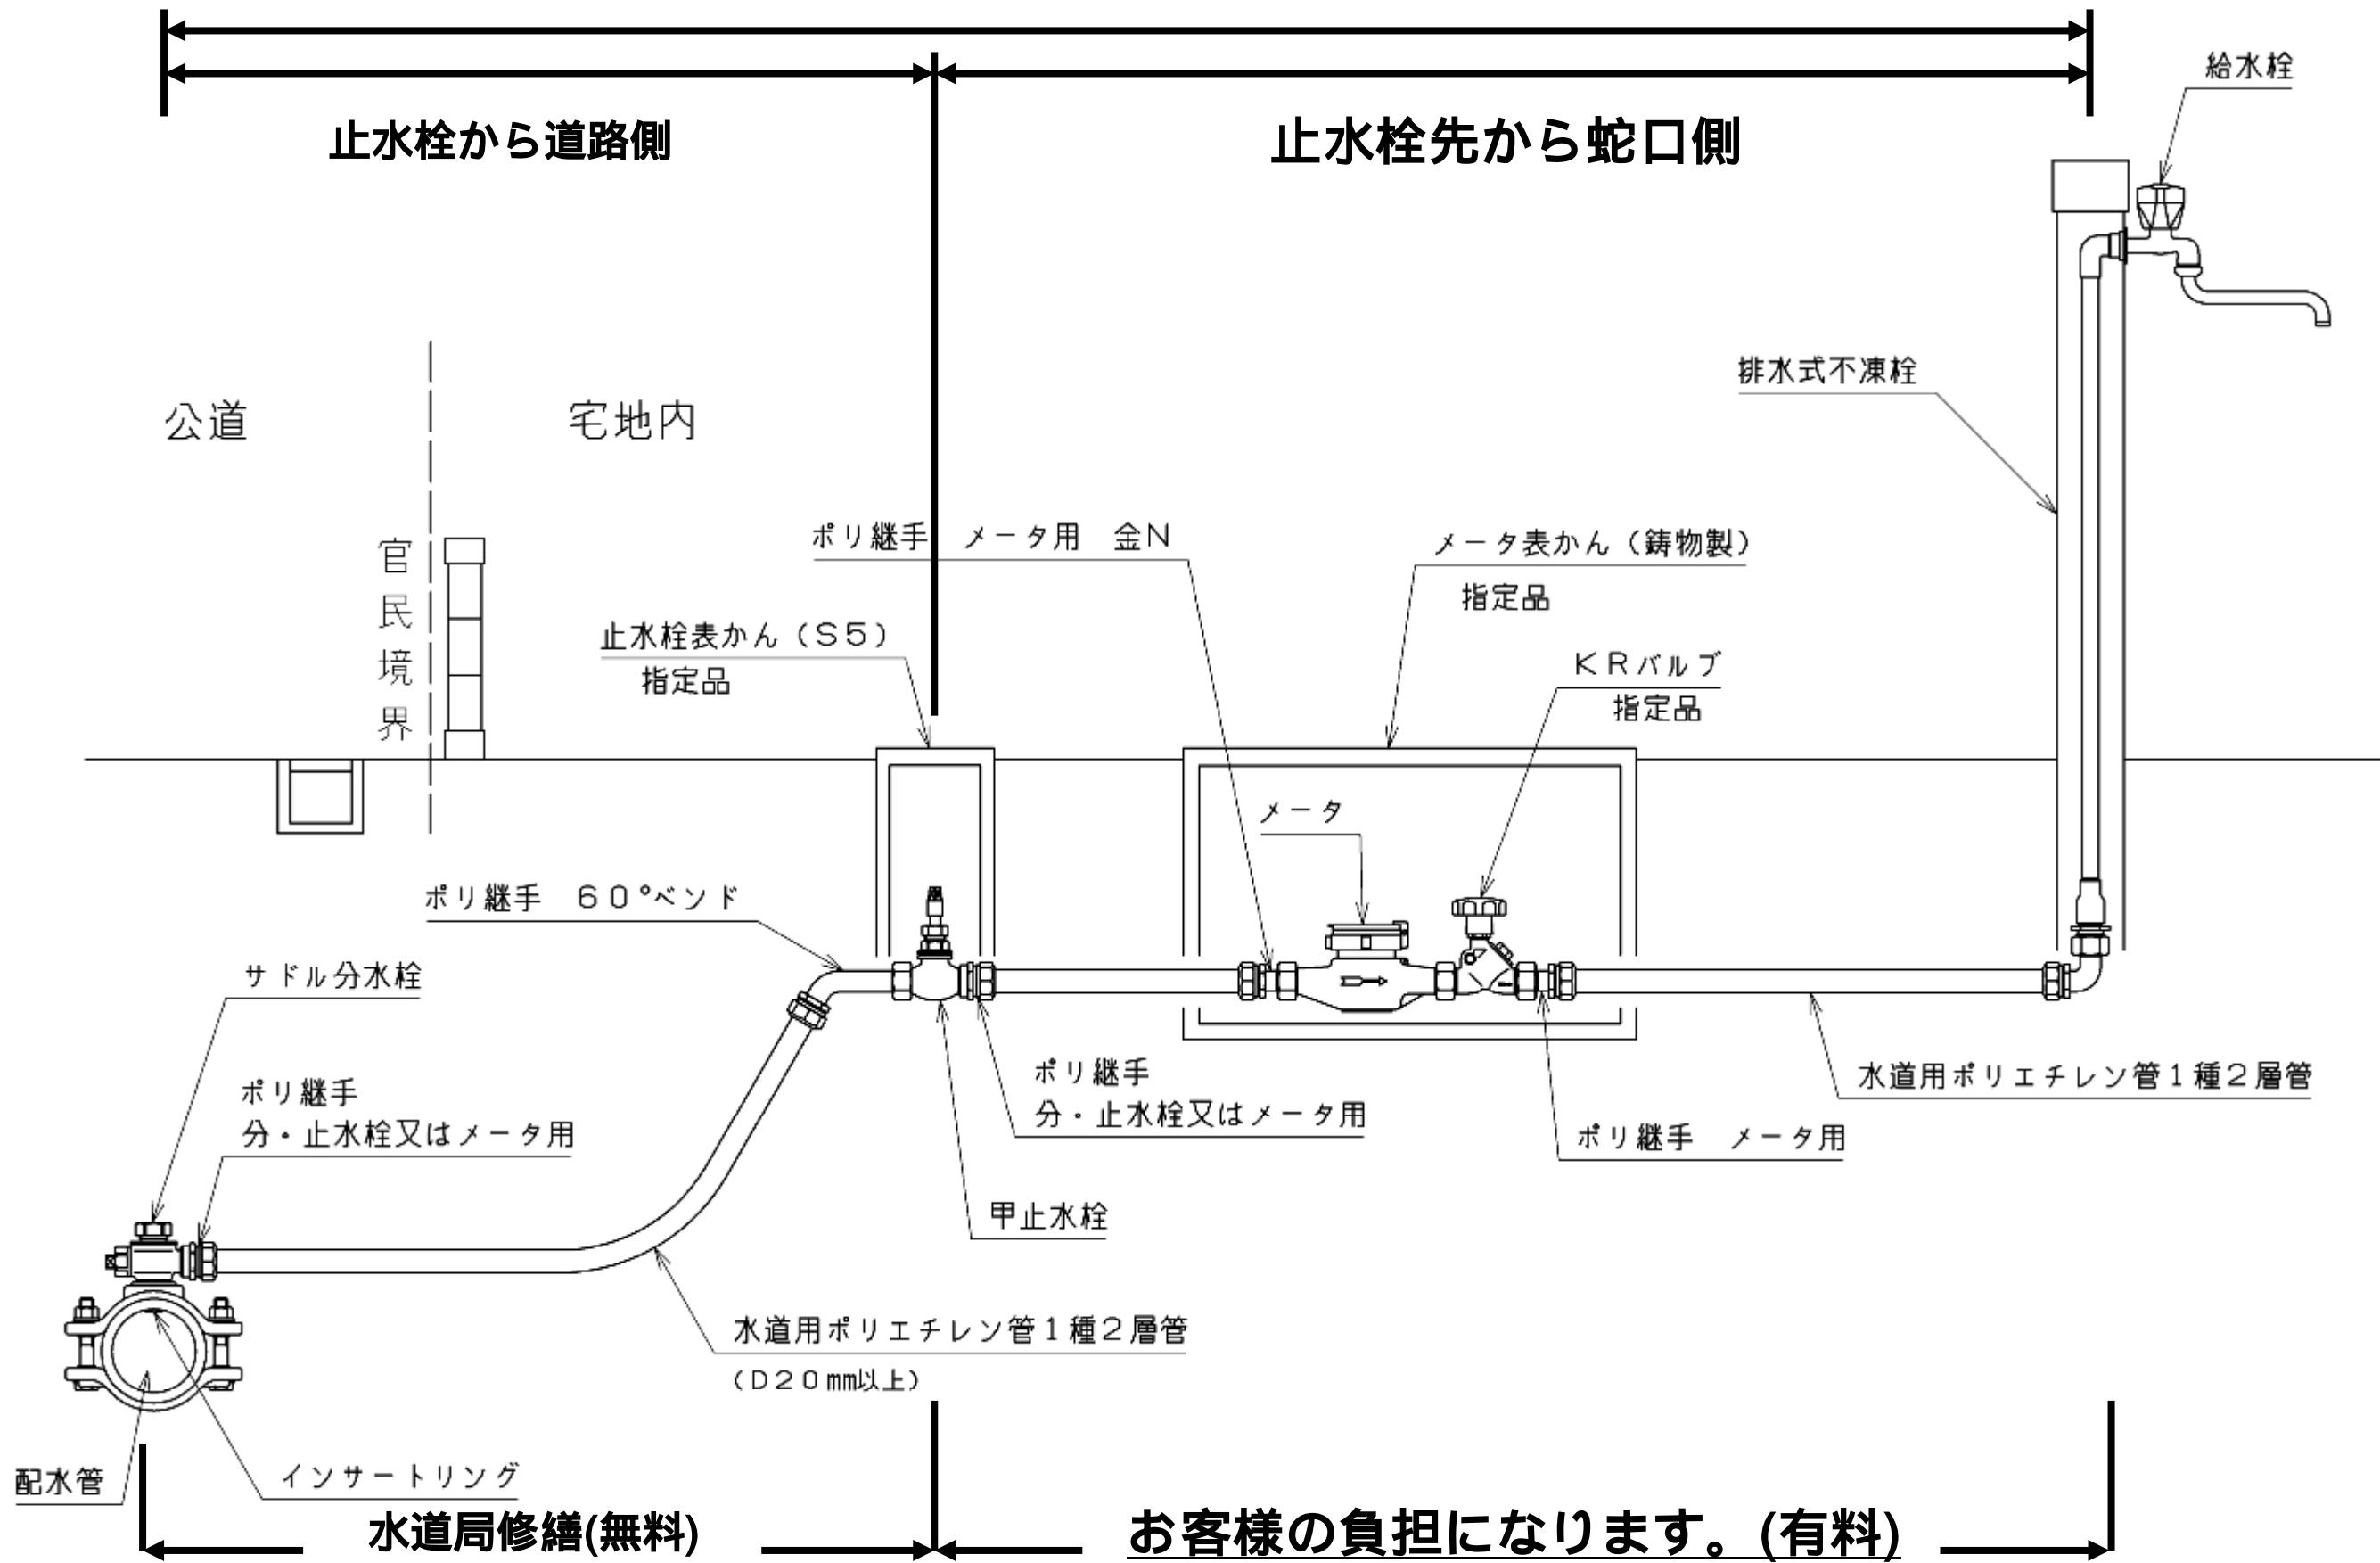 止水栓から道路側
止水栓先から蛇口側
給水栓
排水式不凍栓
公道
宅地内
官民境界
ポリ継手　メータ用　金N
メータ表かん（鋳物製）
指定品
止水栓表かん（S5）
指定品
KRバルブ
指定品
メータ
ポリ継手　60°ベンド
サドル分水栓
ポリ継手
分・止水栓又はメータ用
ポリ継手
分・止水栓又はメータ用
水道用ポリエチレン管1種2層管
ポリ継手　メータ用
甲止水栓
水道用ポリエチレン管1種2層管
（D20mm以上）
配水管
インサートリング
水道局修繕(無料)
お客様の負担になります。(有料)